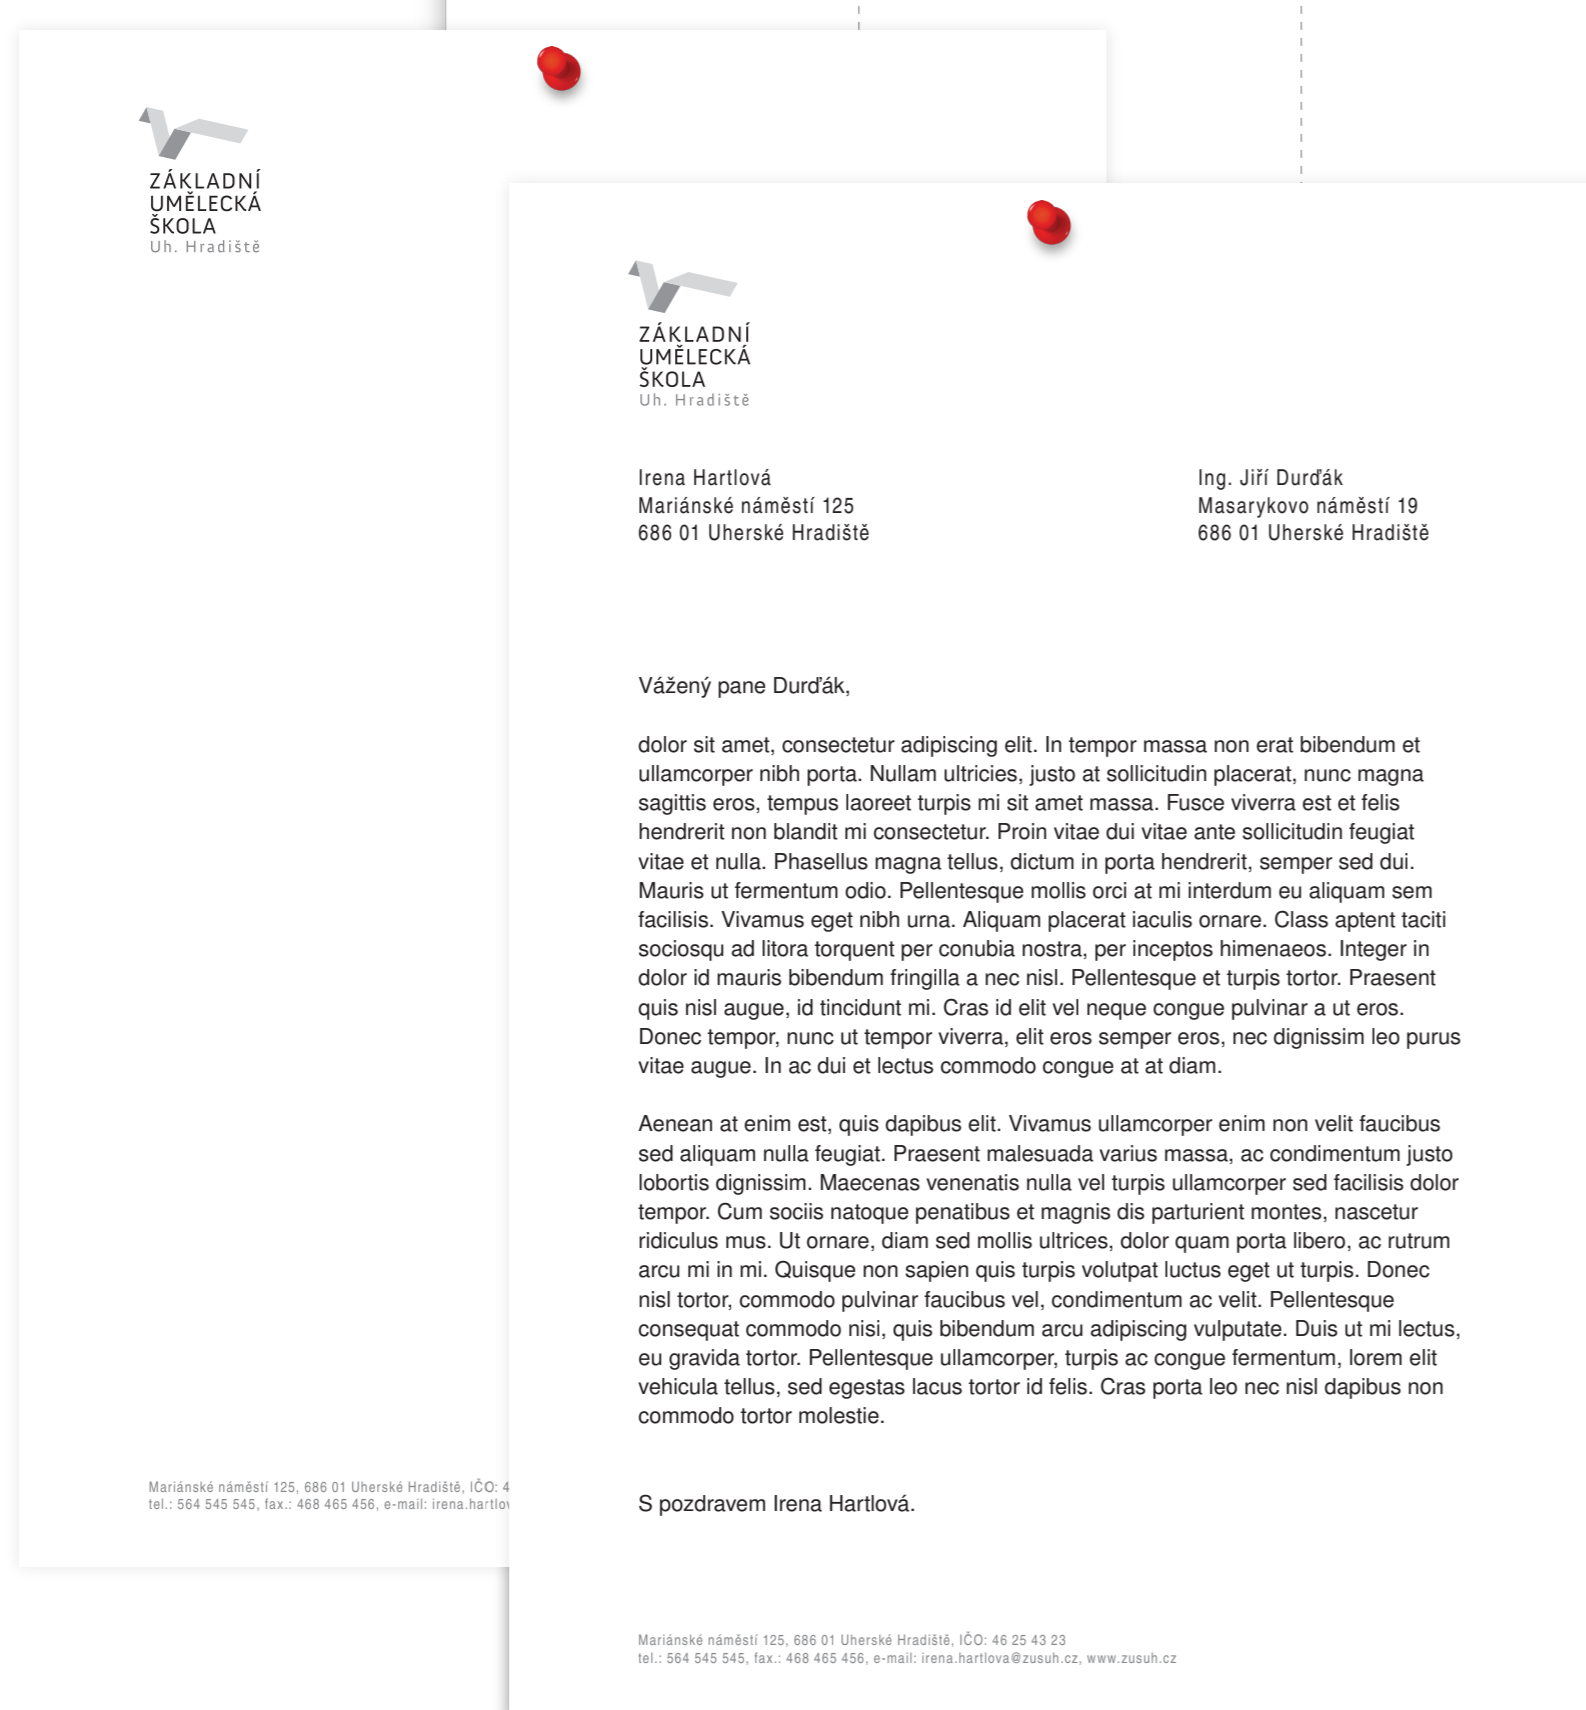 ZÁKLADNÍ
UMĚLECKÁ
ŠKOLA
Uh. Hradiště
Mariánské náměstí 125, 686 01 Uherské Hradiště, IČO: 4
tel.: 564 545 545, fax.: 468 465 456, e-mail: irena.hartlov
ZÁKLADNÍ
UMĚLECKÁ
ŠKOLA
Uh. Hradiště
Irena Hartlová
Mariánské náměstí 125
686 01 Uherské Hradiště
Ing. Jiří Durďák
Masarykovo náměstí 19
686 01 Uherské Hradiště
Vážený pane Durďák,
dolor sit amet, consectetur adipiscing elit. In tempor massa non erat bibendum et
ullamcorper nibh porta. Nullam ultricies, justo at sollicitudin placerat, nunc magna
sagittis eros, tempus laoreet turpis mi sit amet massa. Fusce viverra est et felis
hendrerit non blandit mi consectetur. Proin vitae dui vitae ante sollicitudin feugiat
vitae et nulla. Phasellus magna tellus, dictum in porta hendrerit, semper sed dui.
Mauris ut fermentum odio. Pellentesque mollis orci at mi interdum eu aliquam sem
facilisis. Vivamus eget nibh urna. Aliquam placerat iaculis ornare. Class aptent taciti
sociosqu ad litora torquent per conubia nostra, per inceptos himenaeos. Integer in
dolor id mauris bibendum fringilla a nec nisl. Pellentesque et turpis tortor. Praesent
quis nisl augue, id tincidunt mi. Cras id elit vel neque congue pulvinar a ut eros.
Donec tempor, nunc ut tempor viverra, elit eros semper eros, nec dignissim leo purus
vitae augue. In ac dui et lectus commodo congue at at diam.
Aenean at enim est, quis dapibus elit. Vivamus ullamcorper enim non velit faucibus
sed aliquam nulla feugiat. Praesent malesuada varius massa, ac condimentum justo
lobortis dignissim. Maecenas venenatis nulla vel turpis ullamcorper sed facilisis dolor
tempor. Cum sociis natoque penatibus et magnis dis parturient montes, nascetur
ridiculus mus. Ut ornare, diam sed mollis ultrices, dolor quam porta libero, ac rutrum
arcu mi in mi. Quisque non sapien quis turpis volutpat luctus eget ut turpis. Donec
nisl tortor, commodo pulvinar faucibus vel, condimentum ac velit. Pellentesque
consequat commodo nisi, quis bibendum arcu adipiscing vulputate. Duis ut mi lectus,
eu gravida tortor. Pellentesque ullamcorper, turpis ac congue fermentum, lorem elit
vehicula tellus, sed egestas lacus tortor id felis. Cras porta leo nec nisl dapibus non
commodo tortor molestie.
S pozdravem Irena Hartlová.
Mariánské náměstí 125, 686 01 Uherské Hradiště, IČO: 46 25 43 23
tel.: 564 545 545, fax.: 468 465 456, e-mail: irena.hartlova@zusuh.cz, www.zusuh.cz